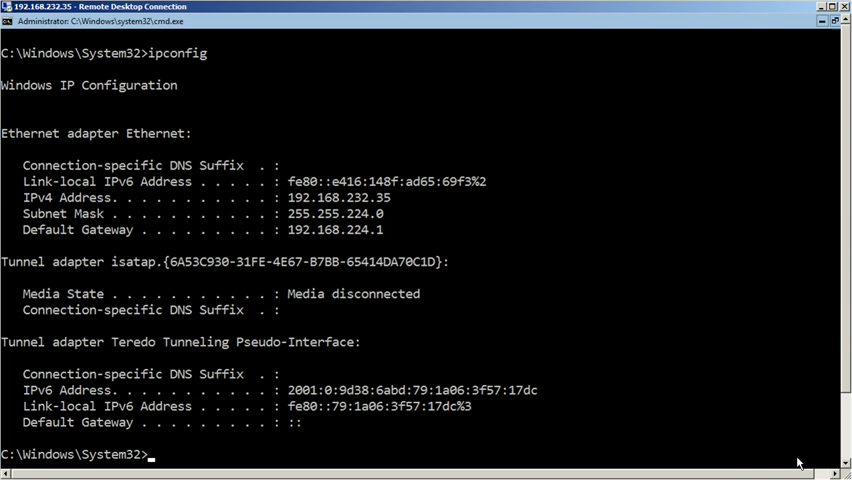 192.168.232.35 - Remote Desktop Connection
Administrator: C:\Windows\system32\cmd.exe
C:\Windows\System32>ipconfig
Windows IP Configuration
Ethernet adapter Ethernet:
Connection-specific DNS Suffix . :
Link-local IPv6 Address . . . . . : fe80::e416:148f:ad65:69f3%2
IPv4 Address. . . . . . . . . . . : 192.168.232.35
Subnet Mask . . . . . . . . . . . : 255.255.224.0
Default Gateway . . . . . . . . . : 192.168.224.1
Tunnel adapter isatap.{6A53C930-31FE-4E67-B7BB-65414DA70C1D}:
Media State . . . . . . . . . . . : Media disconnected
Connection-specific DNS Suffix . :
Tunnel adapter Teredo Tunneling Pseudo-Interface:
Connection-specific DNS Suffix . :
IPv6 Address. . . . . . . . . . . : 2001:0:9d38:6abd:79:1a06:3f57:17dc
Link-local IPv6 Address . . . . . : fe80::79:1a06:3f57:17dc%3
Default Gateway . . . . . . . . . : ::
C:\Windows\System32>